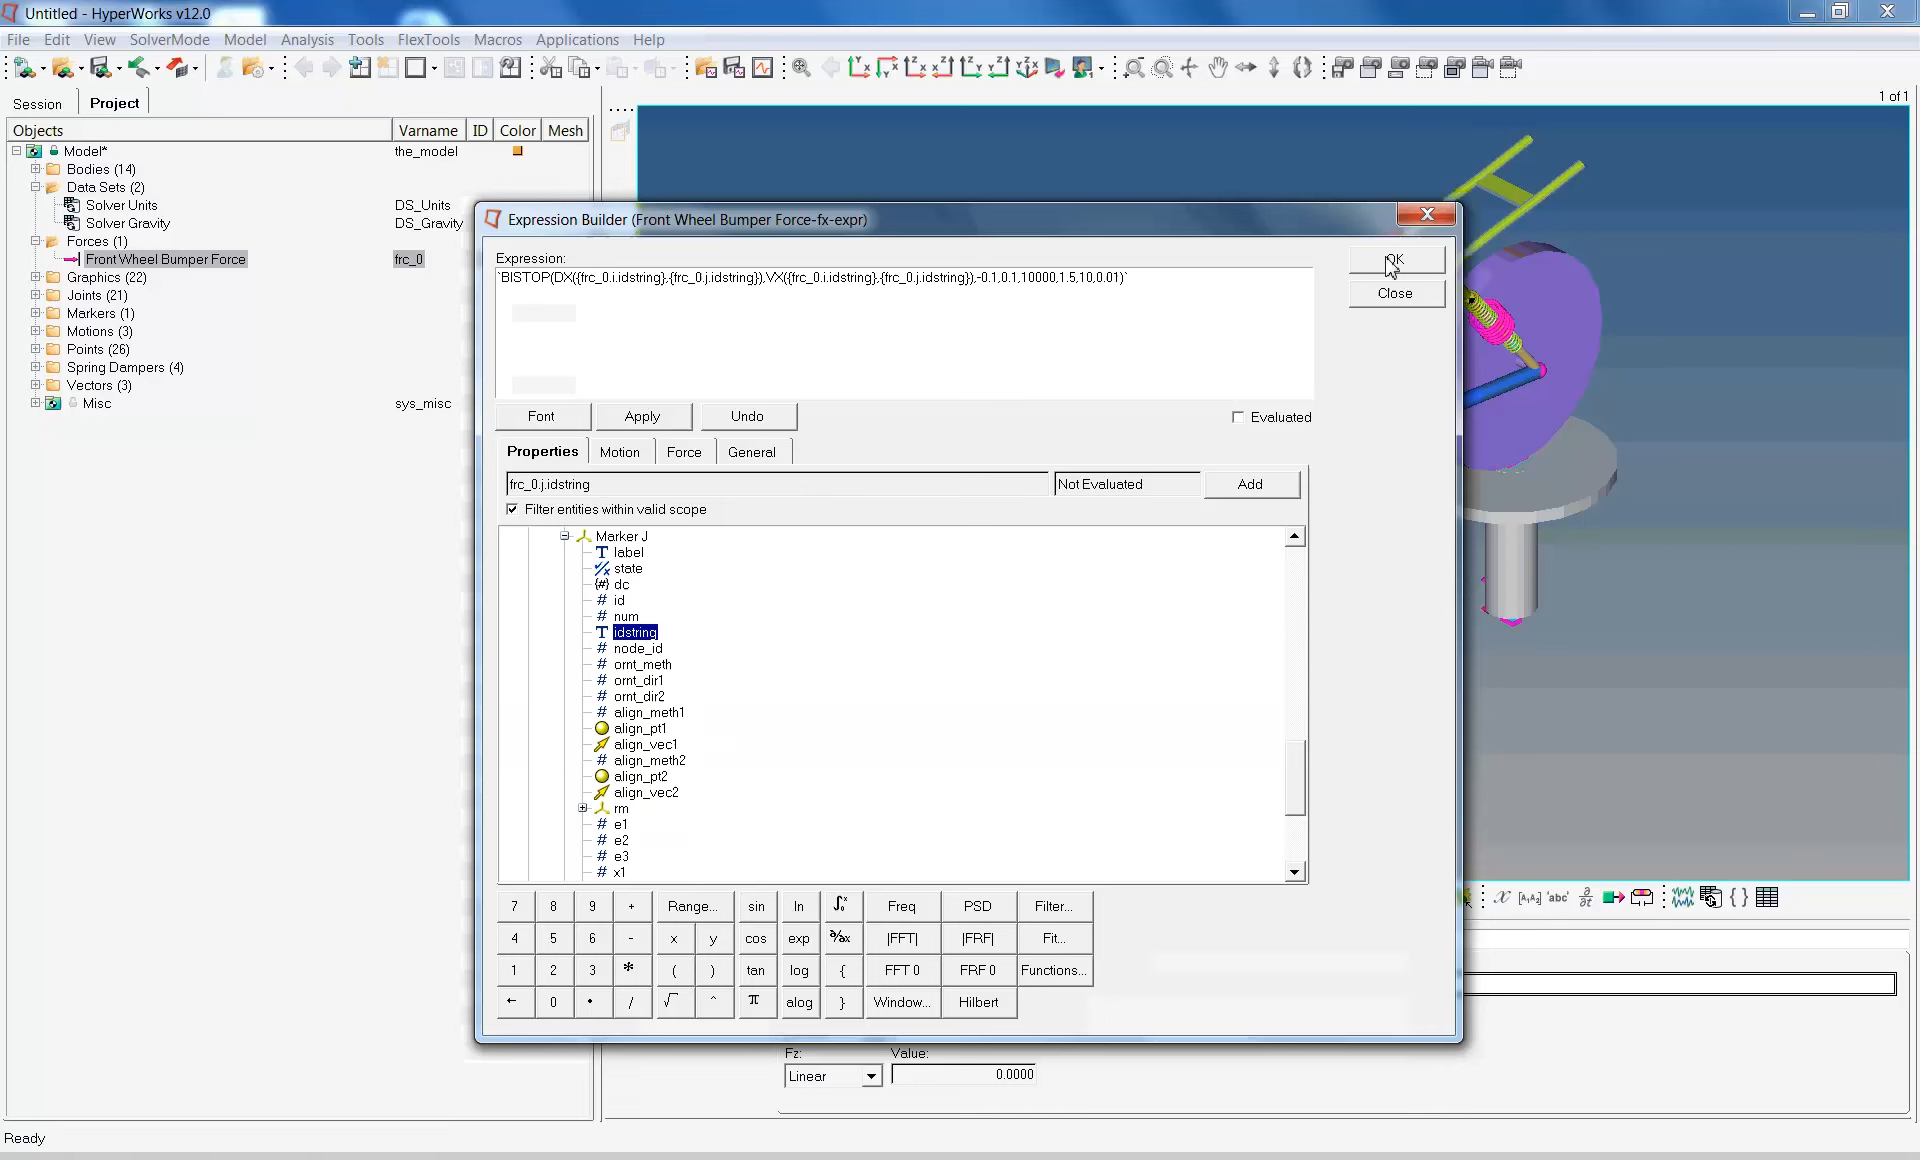 Untitled - HyperWorks v12.0
File Edit View SolverMode Model Analysis Tools FlexTools Macros Applications Help
Session Project
1 of 1
Objects Varname ID Color Mesh
Model* the_model
Bodies (14)
Data Sets (2)
Solver Units DS_Units
Solver Gravity DS_Gravity
Forces (1)
Front Wheel Bumper Force frc_0
Graphics (22)
Joints (21)
Markers (1)
Motions (3)
Points (26)
Spring Dampers (4)
Vectors (3)
Misc sys_misc
Expression Builder (Front Wheel Bumper Force-fx-expr)
Expression:
`BISTOP(DX({frc_0.i.idstring},{frc_0.j.idstring}),VX({frc_0.i.idstring},{frc_0.j.idstring}),-0.1,0.1,10000,1.5,10,0.01)`
OK
Close
Font Apply Undo Evaluated
Properties Motion Force General
frc_0.j.idstring Not Evaluated Add
Filter entities within valid scope
Marker J
label
state
dc
id
num
idstring
node_id
ornt_meth
ornt_dir1
ornt_dir2
align_meth1
align_pt1
align_vec1
align_meth2
align_pt2
align_vec2
rm
e1
e2
e3
x1
7 8 9 + Range... sin ln Freq PSD Filter...
4 5 6 - x y cos exp |FFT| |FRF| Fit...
1 2 3 * ( ) tan log { FFT 0 FRF 0 Functions...
← 0 • / √ ^ π alog } Window... Hilbert
Fz: Value:
Linear 0.0000
Ready